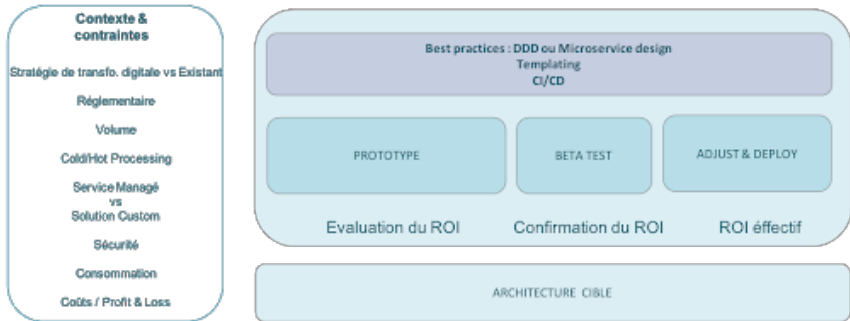 Contexte &
contraintes
Stratégie de transfo. digitale vs Existant
Réglementaire
Volume
Cold/Hot Processing
Service Managé
vs
Solution Custom
Sécurité
Consommation
Coûts / Profit & Loss
Best practices : DDD ou Microservice design
Templating
CI/CD
PROTOTYPE
BETA TEST
ADJUST & DEPLOY
Evaluation du ROI
Confirmation du ROI
ROI éffectif
ARCHITECTURE CIBLE